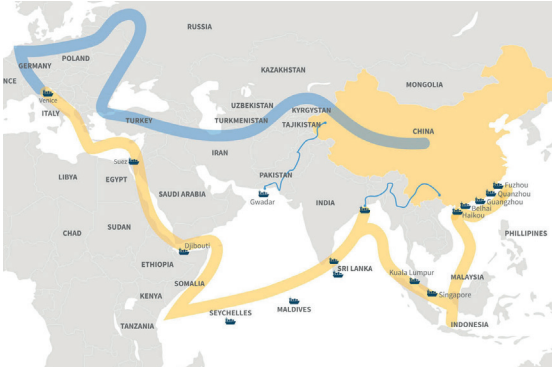 RUSSIA
POLAND
GERMANY
NCE
KAZAKHSTAN
MONGOLIA
Venice
ITALY
UZBEKISTAN
KYRGYSTAN
TURKEY
TURKMENISTAN
TAJIKISTAN
CHINA
IRAN
PAKISTAN
LIBYA
EGYPT
SAUDI ARABIA
Gwadar
INDIA
Fuzhou
Quanzhou
Guangzhou
Beihai
Haikou
CHAD
SUDAN
Djibouti
PHILLIPINES
ETHIOPIA
SOMALIA
KENYA
SRI LANKA
Kuala Lumpur
MALAYSIA
Singapore
SEYCHELLES
MALDIVES
TANZANIA
INDONESIA